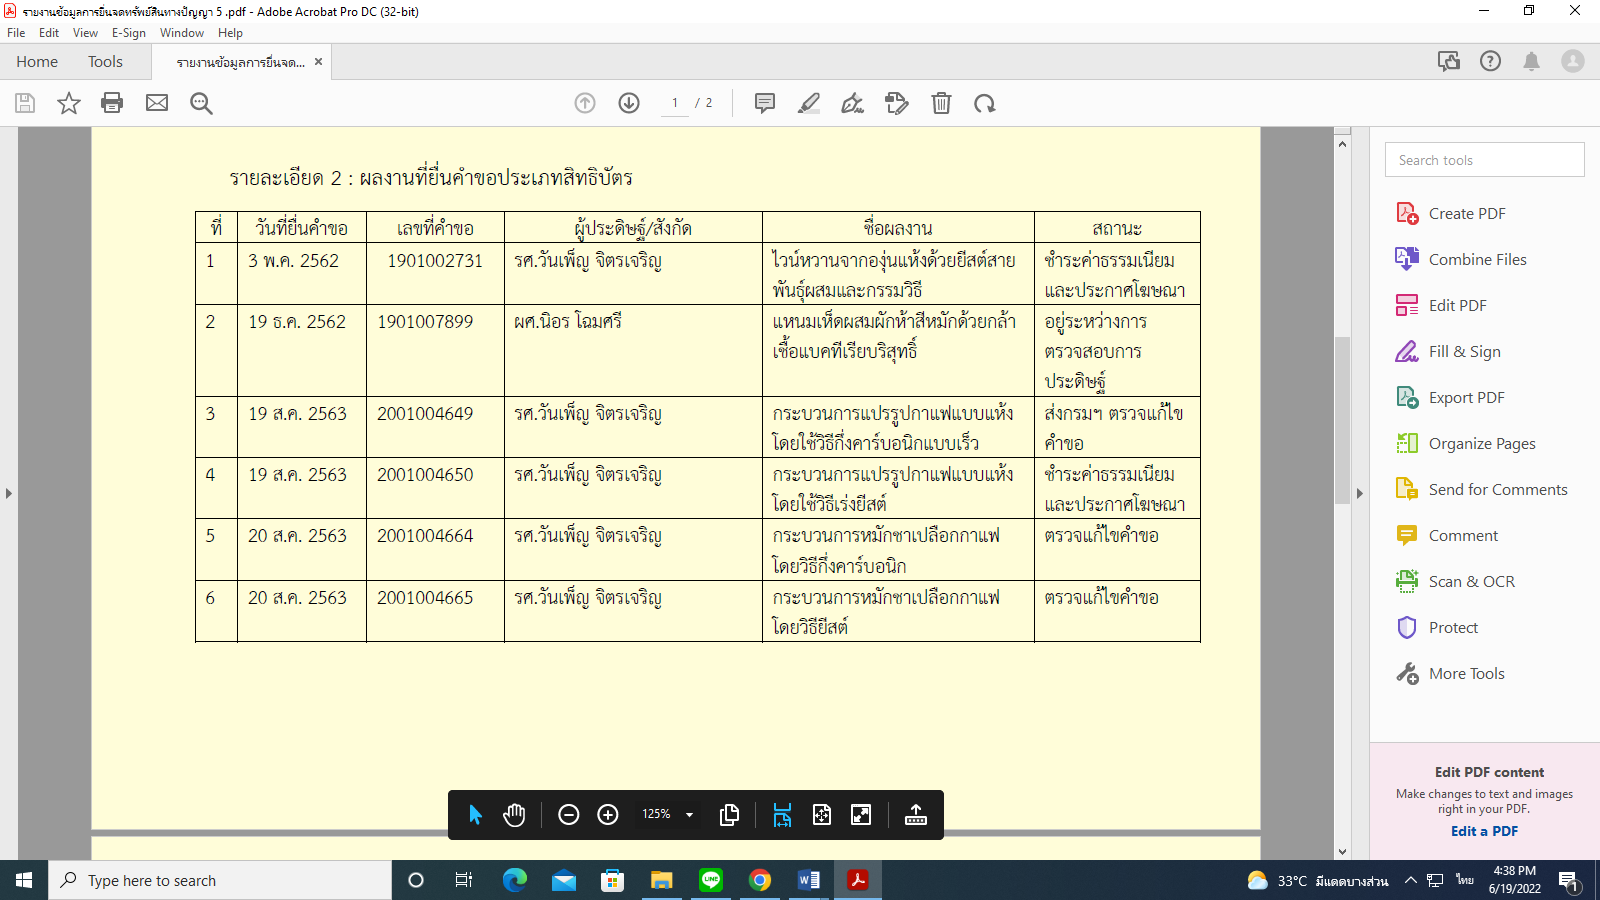 รายงานข้อมูลการยื่นจดทรัพย์สินทางปัญญา 5 .pdf - Adobe Acrobat Pro DC (32-bit)
File Edit View E-Sign Window Help
Home Tools รายงานข้อมูลการยื่นจด... ×
1 / 2
รายละเอียด 2 : ผลงานที่ยื่นคำขอประเภทสิทธิบัตร
ที่ วันที่ยื่นคำขอ เลขที่คำขอ ผู้ประดิษฐ์/สังกัด ชื่อผลงาน สถานะ
1 3 พ.ค. 2562 1901002731 รศ.วันเพ็ญ จิตรเจริญ ไวน์หวานจากองุ่นแห้งด้วยยีสต์สาย ชำระค่าธรรมเนียม
พันธุ์ผสมและกรรมวิธี และประกาศโฆษณา
2 19 ธ.ค. 2562 1901007899 ผศ.นิอร โฉมศรี แหนมเห็ดผสมผักห้าสีหมักด้วยกล้า อยู่ระหว่างการ
เชื้อแบคทีเรียบริสุทธิ์ ตรวจสอบการ
ประดิษฐ์
3 19 ส.ค. 2563 2001004649 รศ.วันเพ็ญ จิตรเจริญ กระบวนการแปรรูปกาแฟแบบแห้ง ส่งกรมฯ ตรวจแก้ไข
โดยใช้วิธีกึ่งคาร์บอนิกแบบเร็ว คำขอ
4 19 ส.ค. 2563 2001004650 รศ.วันเพ็ญ จิตรเจริญ กระบวนการแปรรูปกาแฟแบบแห้ง ชำระค่าธรรมเนียม
โดยใช้วิธีเร่งยีสต์ และประกาศโฆษณา
5 20 ส.ค. 2563 2001004664 รศ.วันเพ็ญ จิตรเจริญ กระบวนการหมักชาเปลือกกาแฟ ตรวจแก้ไขคำขอ
โดยวิธีกึ่งคาร์บอนิก
6 20 ส.ค. 2563 2001004665 รศ.วันเพ็ญ จิตรเจริญ กระบวนการหมักชาเปลือกกาแฟ ตรวจแก้ไขคำขอ
โดยวิธียีสต์
125%
Search tools
Create PDF
Combine Files
Edit PDF
Fill & Sign
Export PDF
Organize Pages
Send for Comments
Comment
Scan & OCR
Protect
More Tools
Edit PDF content
Make changes to text and images
right in your PDF.
Edit a PDF
Type here to search
LINE
33°C มีแดดบางส่วน
ไทย
4:38 PM
6/19/2022
1